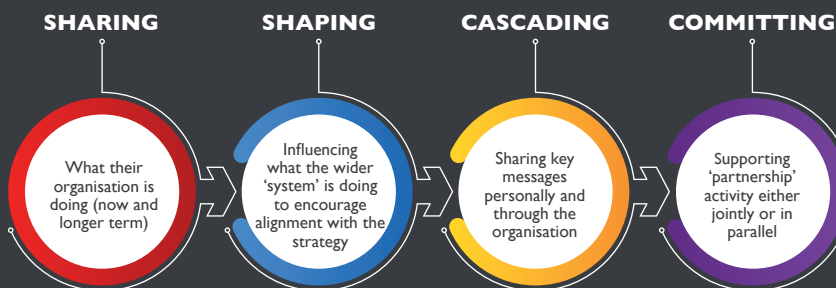 SHARING
SHAPING
CASCADING
COMMITTING
What their
organisation is
doing (now and
longer term)
Influencing
what the wider
‘system’ is doing
to encourage
alignment with the
strategy
Sharing key
messages
personally and
through the
organisation
Supporting
‘partnership’
activity either
jointly or in
parallel